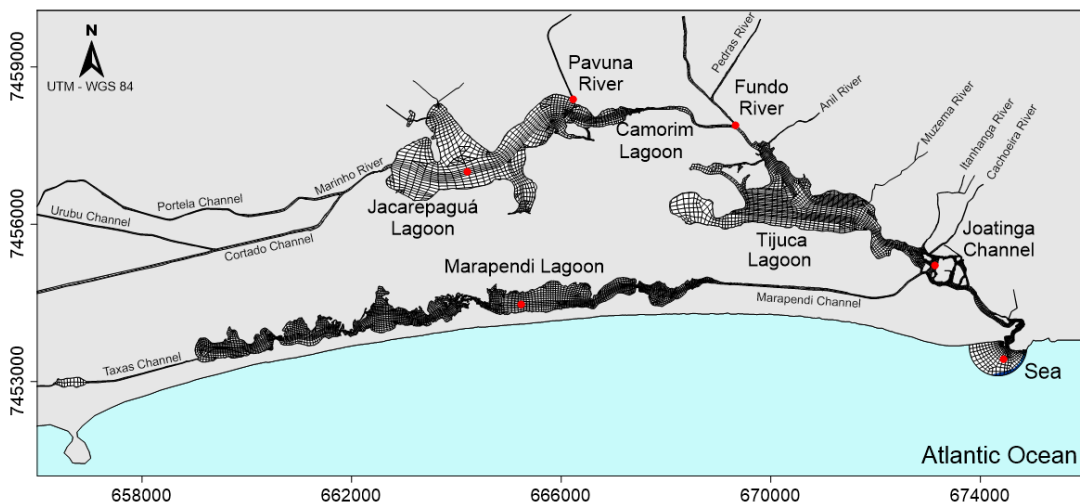 N
UTM - WGS 84
7459000
7456000
7453000
Pavuna
River
Pedras River
Fundo
River
Anil River
Camorim
Lagoon
Muzema River
Itanhanga River
Cachoeira River
Marinho River
Portela Channel
Urubu Channel
Cortado Channel
Jacarepaguá
Lagoon
Tijuca
Lagoon
Joatinga
Channel
Marapendi Lagoon
Marapendi Channel
Taxas Channel
Sea
Atlantic Ocean
658000
662000
666000
670000
674000